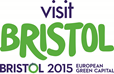 visit
BRISTOL
BRISTOL 2015 EUROPEAN
GREEN CAPITAL